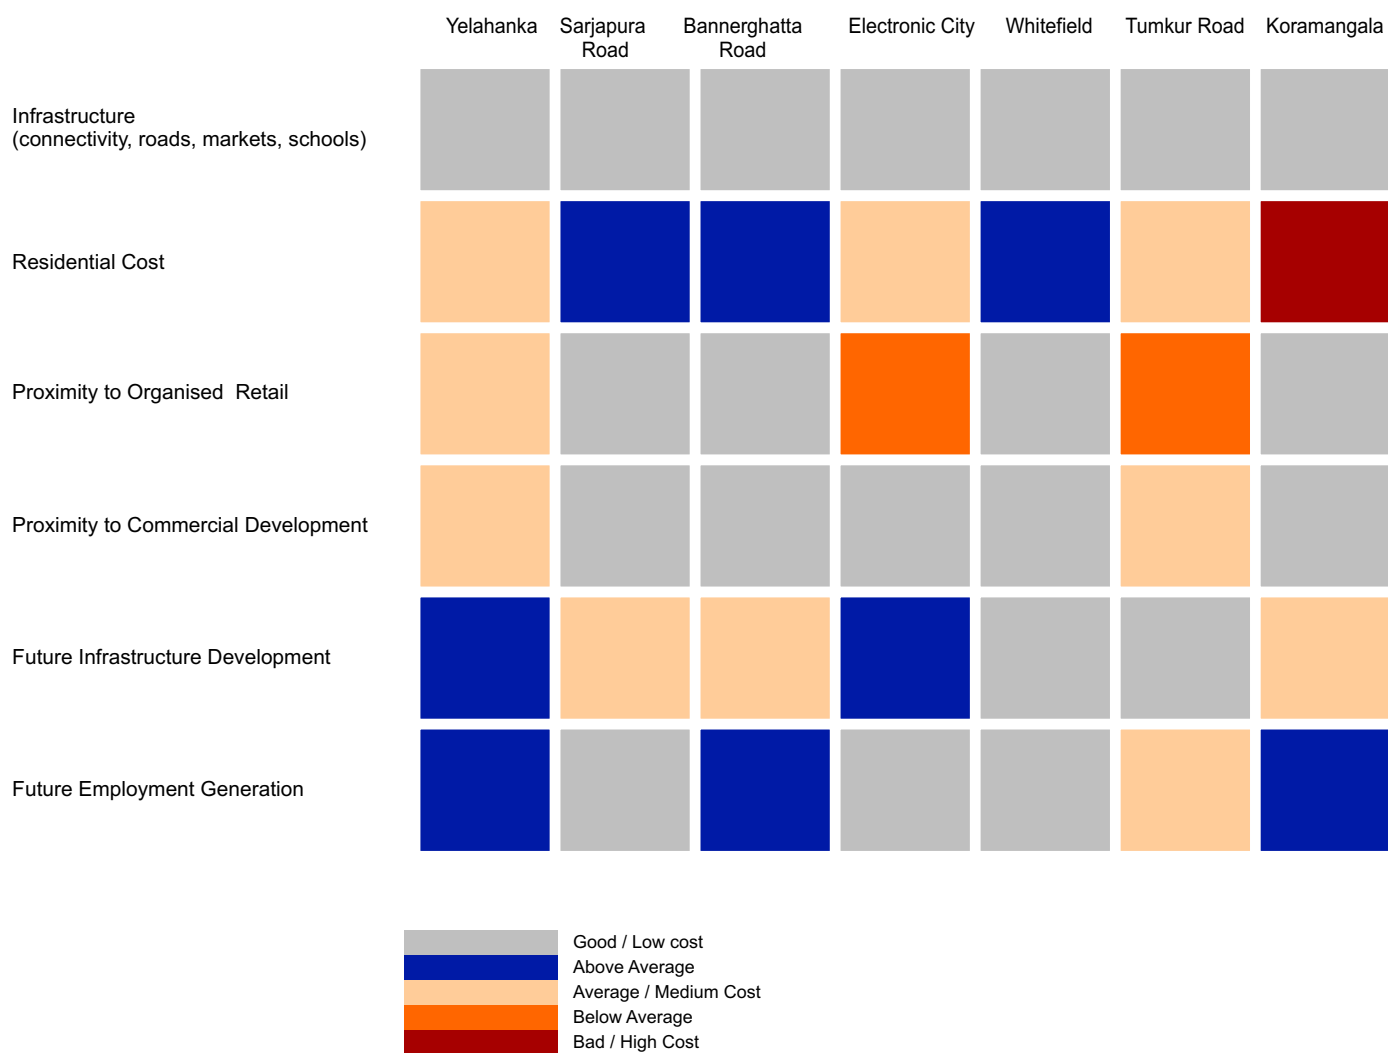 Yelahanka Sarjapura Bannerghatta Electronic City Whitefield Tumkur Road Koramangala
Road Road
Infrastructure
(connectivity, roads, markets, schools)
Residential Cost
Proximity to Organised  Retail
Proximity to Commercial Development
Future Infrastructure Development
Future Employment Generation
Good / Low cost
Above Average
Average / Medium Cost
Below Average
Bad / High Cost